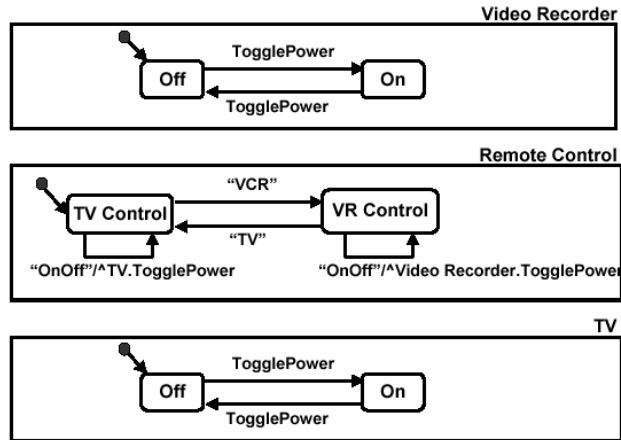 Video Recorder
TogglePower
Off
On
TogglePower
Remote Control
“VCR”
TV Control
VR Control
“TV”
“OnOff”/^TV.TogglePower
“OnOff”/^Video Recorder.TogglePower
TV
TogglePower
Off
On
TogglePower